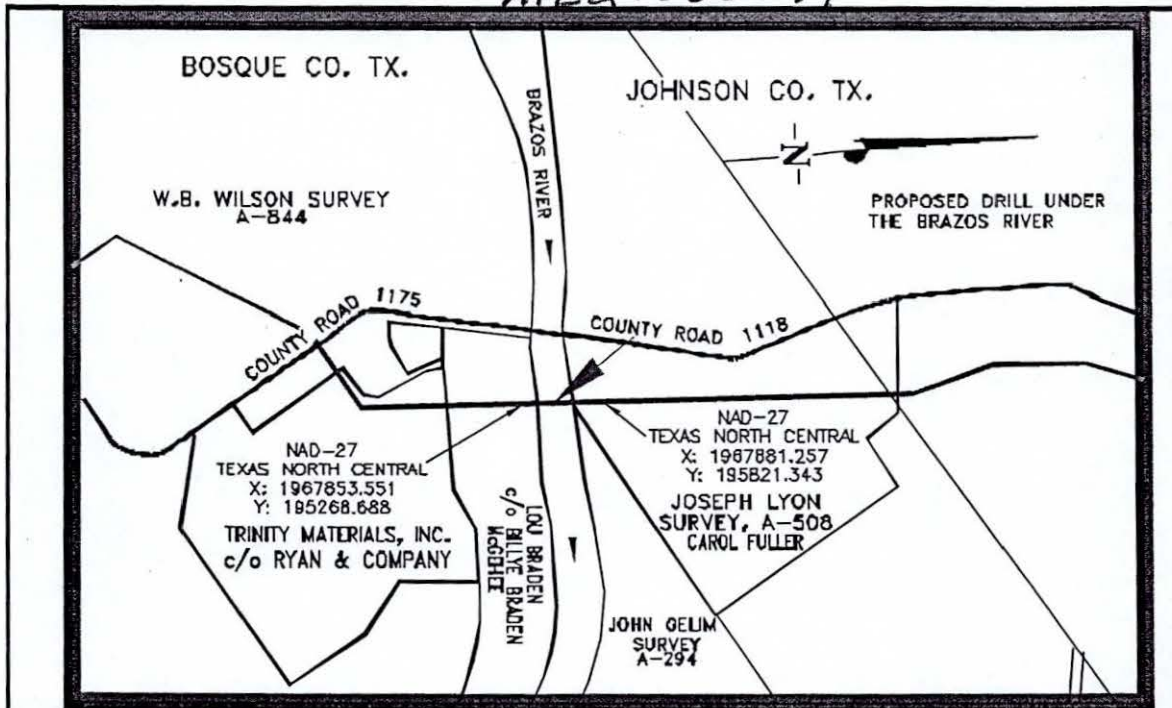 BOSQUE CO. TX.
JOHNSON CO. TX.
BRAZOS RIVER
-N-
W.B. WILSON SURVEY
A-844
PROPOSED DRILL UNDER
THE BRAZOS RIVER
COUNTY ROAD 1175
COUNTY ROAD 1118
NAD-27
TEXAS NORTH CENTRAL
X: 1967853.551
Y: 195268.688
TRINITY MATERIALS, INC.
c/o RYAN & COMPANY
LOU BRADEN
c/o BILLYE BRADEN
McGEHEE
NAD-27
TEXAS NORTH CENTRAL
X: 1967881.257
Y: 195821.343
JOSEPH LYON
SURVEY, A-508
CAROL FULLER
JOHN GELIM
SURVEY
A-294